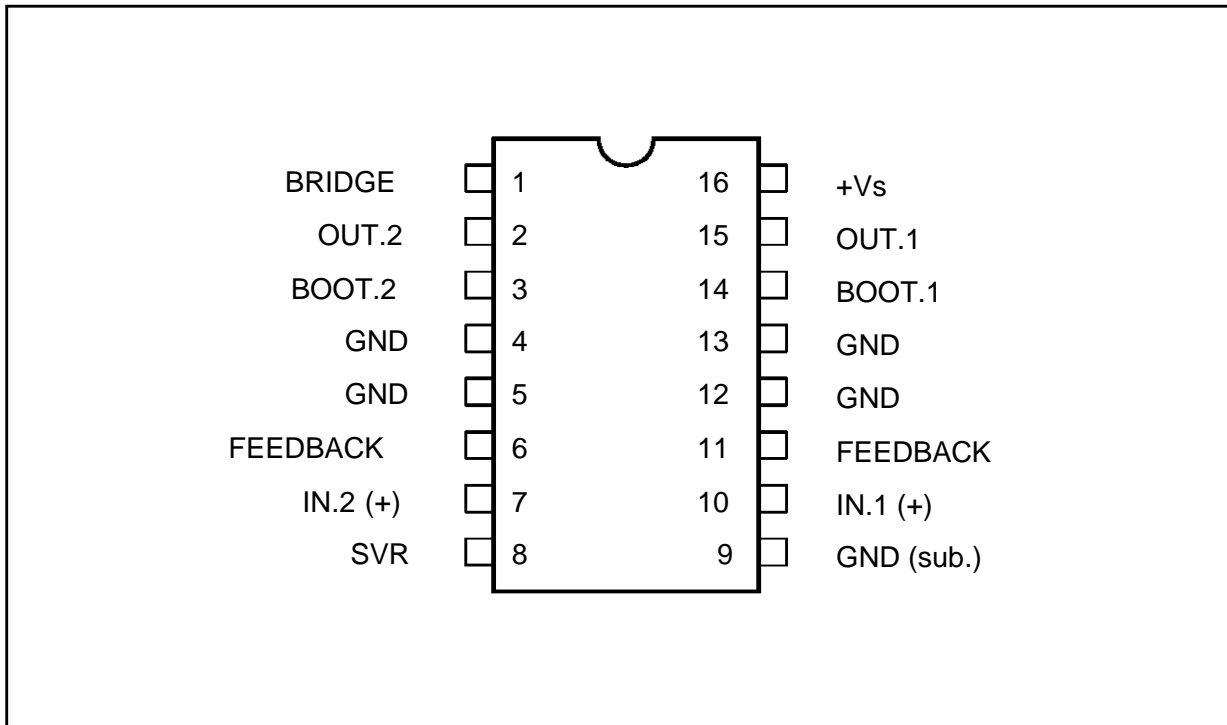 BRIDGE 1 16 +Vs
OUT.2 2 15 OUT.1
BOOT.2 3 14 BOOT.1
GND 4 13 GND
GND 5 12 GND
FEEDBACK 6 11 FEEDBACK
IN.2 (+) 7 10 IN.1 (+)
SVR 8 9 GND (sub.)